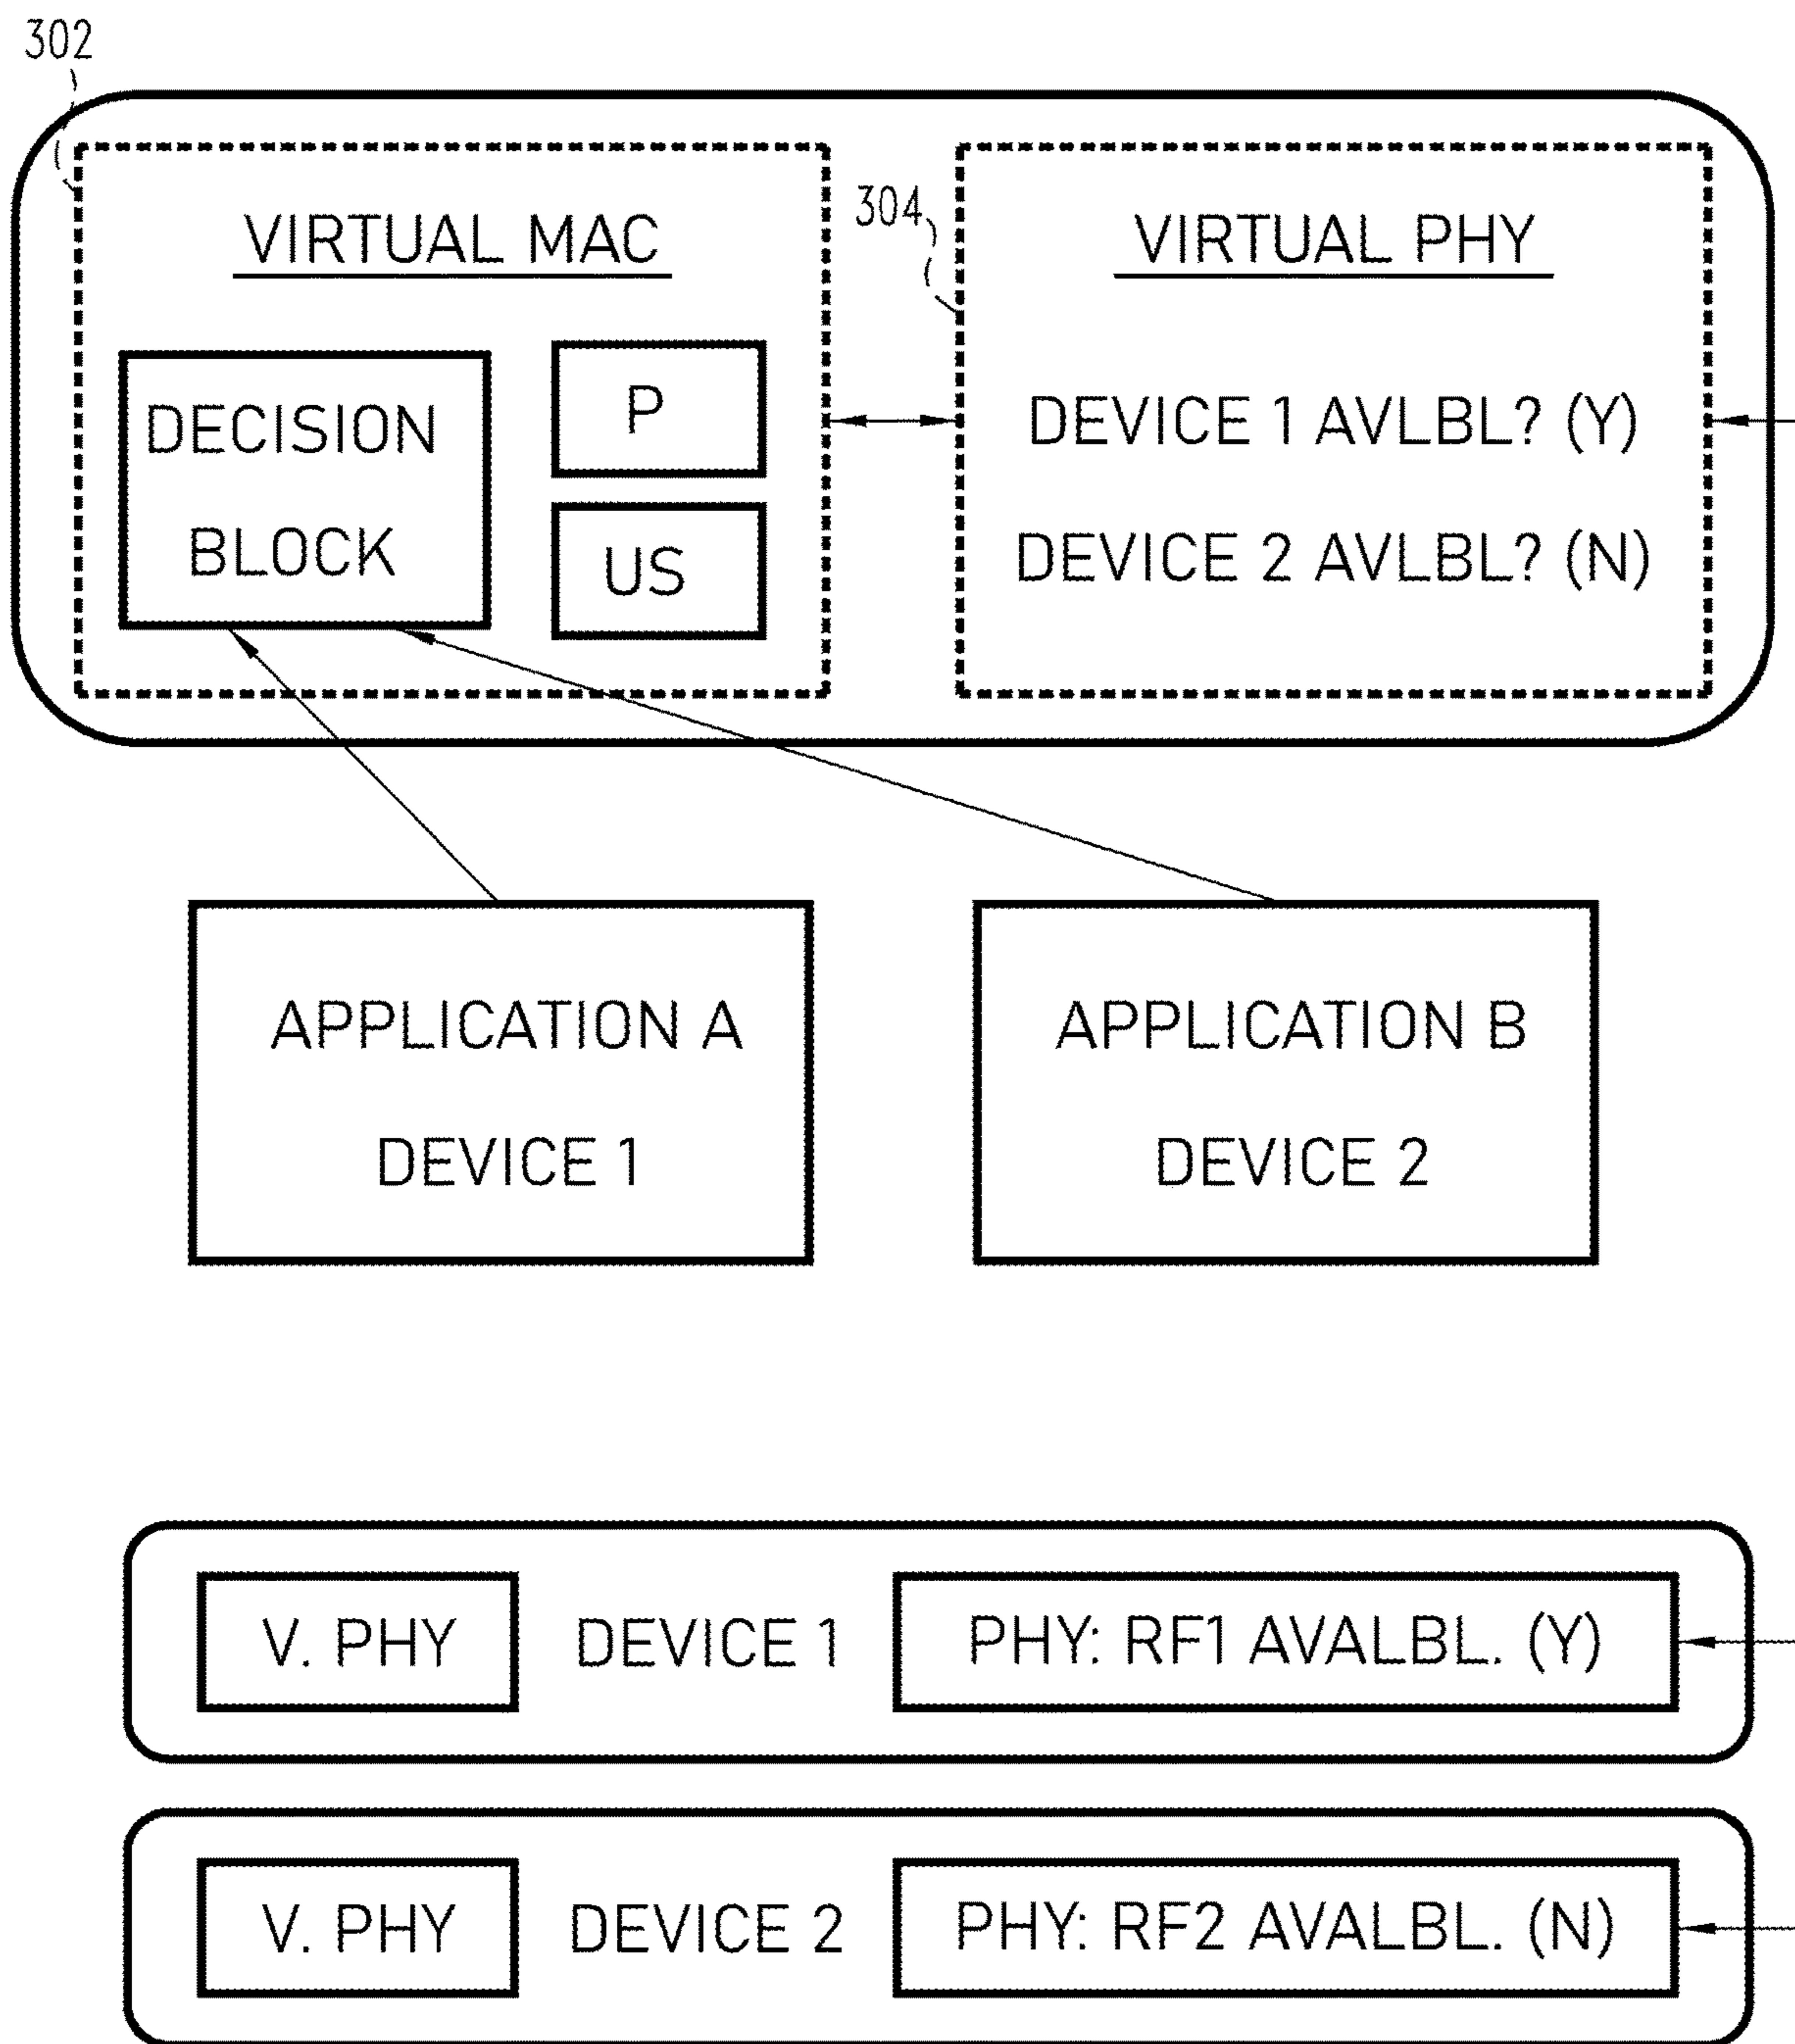 302
VIRTUAL MAC
DECISION
BLOCK
P
US
304
VIRTUAL PHY
DEVICE 1 AVLBL? (Y)
DEVICE 2 AVLBL? (N)
APPLICATION A
DEVICE 1
APPLICATION B
DEVICE 2
V. PHY
DEVICE 1
PHY: RF1 AVALBL. (Y)
V. PHY
DEVICE 2
PHY: RF2 AVALBL. (N)